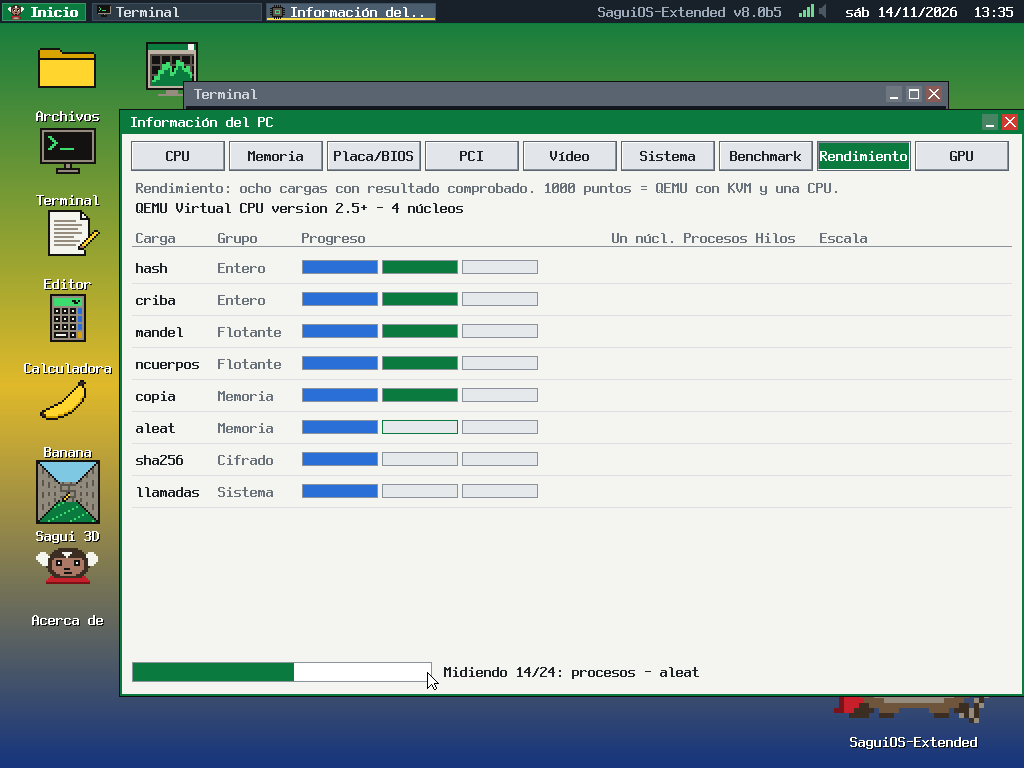 Inicio Terminal Información del.. SaguiOS-Extended v8.0b5 sáb 14/11/2026 13:35
Archivos
Terminal
Editor
Calculadora
Banana
Sagui 3D
Acerca de
Terminal
Información del PC
CPU Memoria Placa/BIOS PCI Vídeo Sistema Benchmark Rendimiento GPU
Rendimiento: ocho cargas con resultado comprobado. 1000 puntos = QEMU con KVM y una CPU.
QEMU Virtual CPU version 2.5+ - 4 núcleos
Carga Grupo Progreso Un núcl. Procesos Hilos Escala
hash Entero
criba Entero
mandel Flotante
ncuerpos Flotante
copia Memoria
aleat Memoria
sha256 Cifrado
llamadas Sistema
Midiendo 14/24: procesos - aleat
SaguiOS-Extended